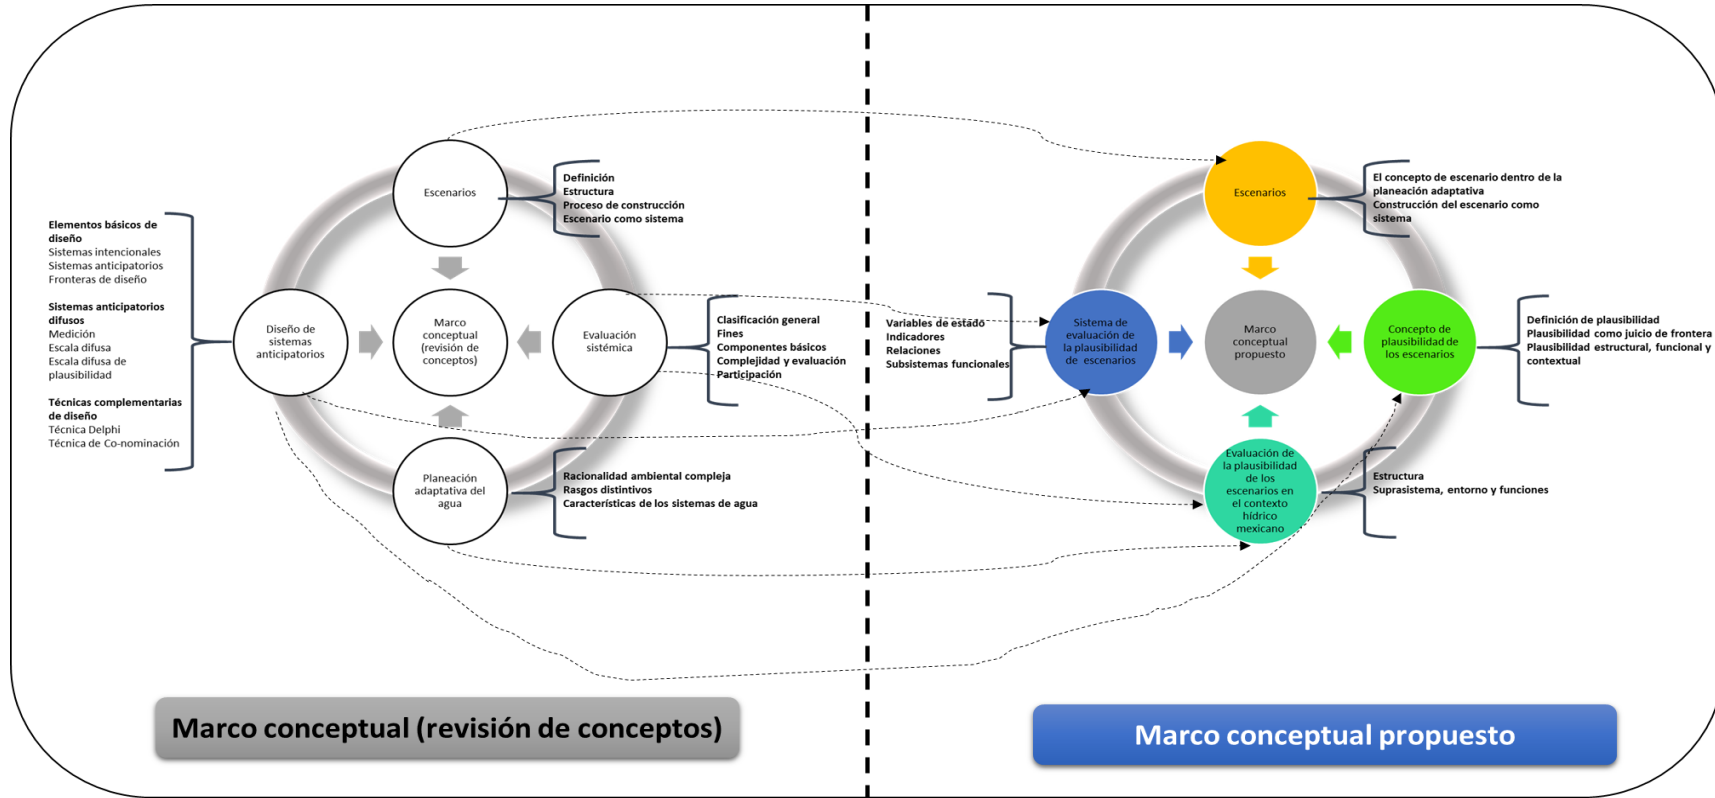 Escenarios
Definición
Estructura
Proceso de construcción
Escenario como sistema
Elementos básicos de
diseño
Sistemas intencionales
Sistemas anticipatorios
Fronteras de diseño
Sistemas anticipatorios
difusos
Medición
Escala difusa
Escala difusa de
plausibilidad
Técnicas complementarias
de diseño
Técnica Delphi
Técnica de Co-nominación
Diseño de
sistemas
anticipatorios
Marco
conceptual
(revisión de
conceptos)
Evaluación
sistémica
Clasificación general
Fines
Componentes básicos
Complejidad y evaluación
Participación
Planeación
adaptativa del
agua
Racionalidad ambiental compleja
Rasgos distintivos
Características de los sistemas de agua
Marco conceptual (revisión de conceptos)
Escenarios
El concepto de escenario dentro de la
planeación adaptativa
Construcción del escenario como
sistema
Variables de estado
Indicadores
Relaciones
Subsistemas funcionales
Sistema de
evaluación de
la plausibilidad
de escenarios
Marco
conceptual
propuesto
Concepto de
plausibilidad de
los escenarios
Definición de plausibilidad
Plausibilidad como juicio de frontera
Plausibilidad estructural, funcional y
contextual
Evaluación de
la plausibilidad
de los
escenarios en
el contexto
hídrico
mexicano
Estructura
Suprasistema, entorno y funciones
Marco conceptual propuesto